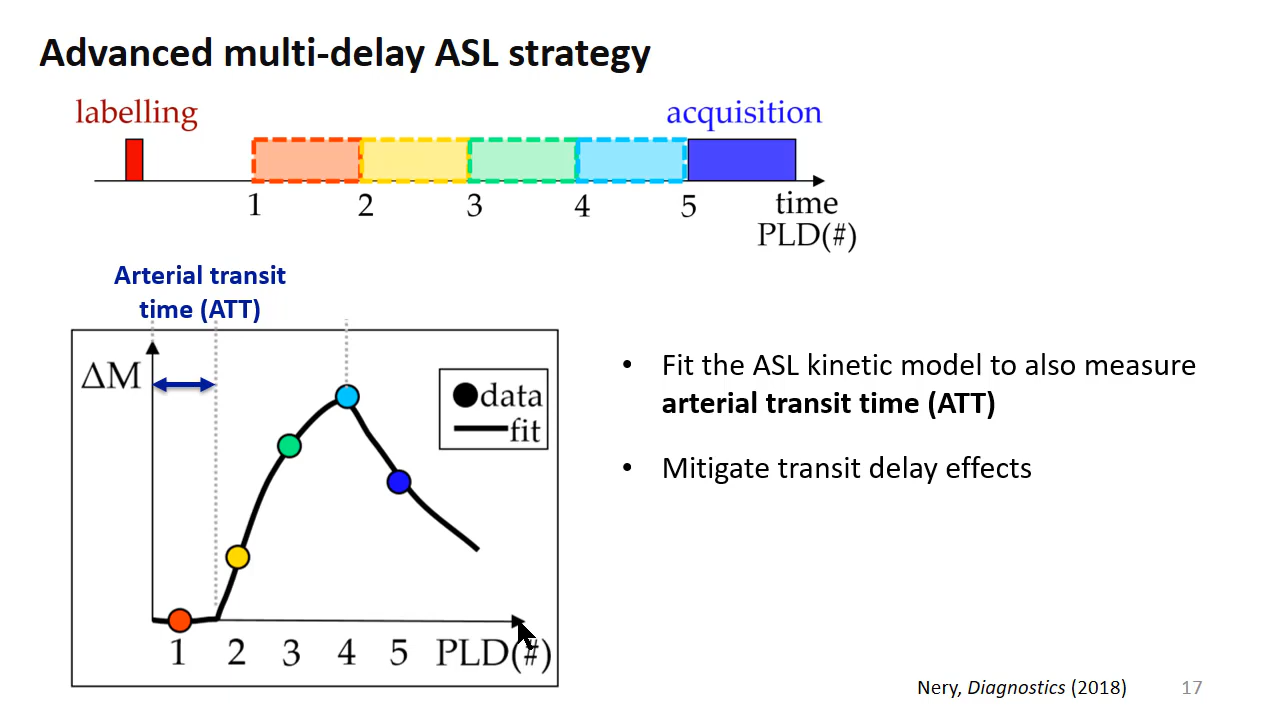 Advanced multi-delay ASL strategy
labelling
acquisition
1 2 3 4 5 time
PLD(#)
Arterial transit
time (ATT)
ΔM
data
fit
1 2 3 4 5 PLD(#)
• Fit the ASL kinetic model to also measure
arterial transit time (ATT)
• Mitigate transit delay effects
Nery, Diagnostics (2018)
17